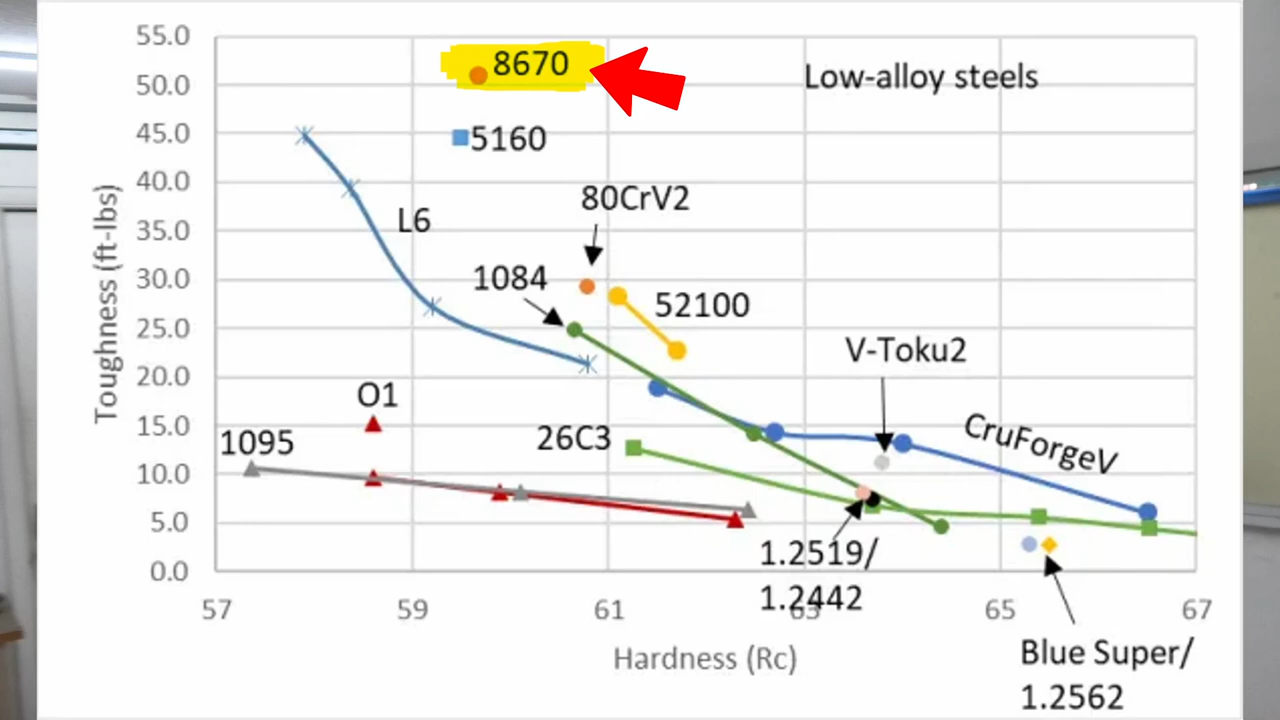 55.0
50.0
45.0
40.0
35.0
30.0
25.0
20.0
15.0
10.0
5.0
0.0
Toughness (ft-lbs)
8670
Low-alloy steels
5160
80CrV2
L6
1084
52100
V-Toku2
O1
1095
26C3
CruForgeV
1.2519/
1.2442
57
59
61
63
65
67
Hardness (Rc)
Blue Super/
1.2562